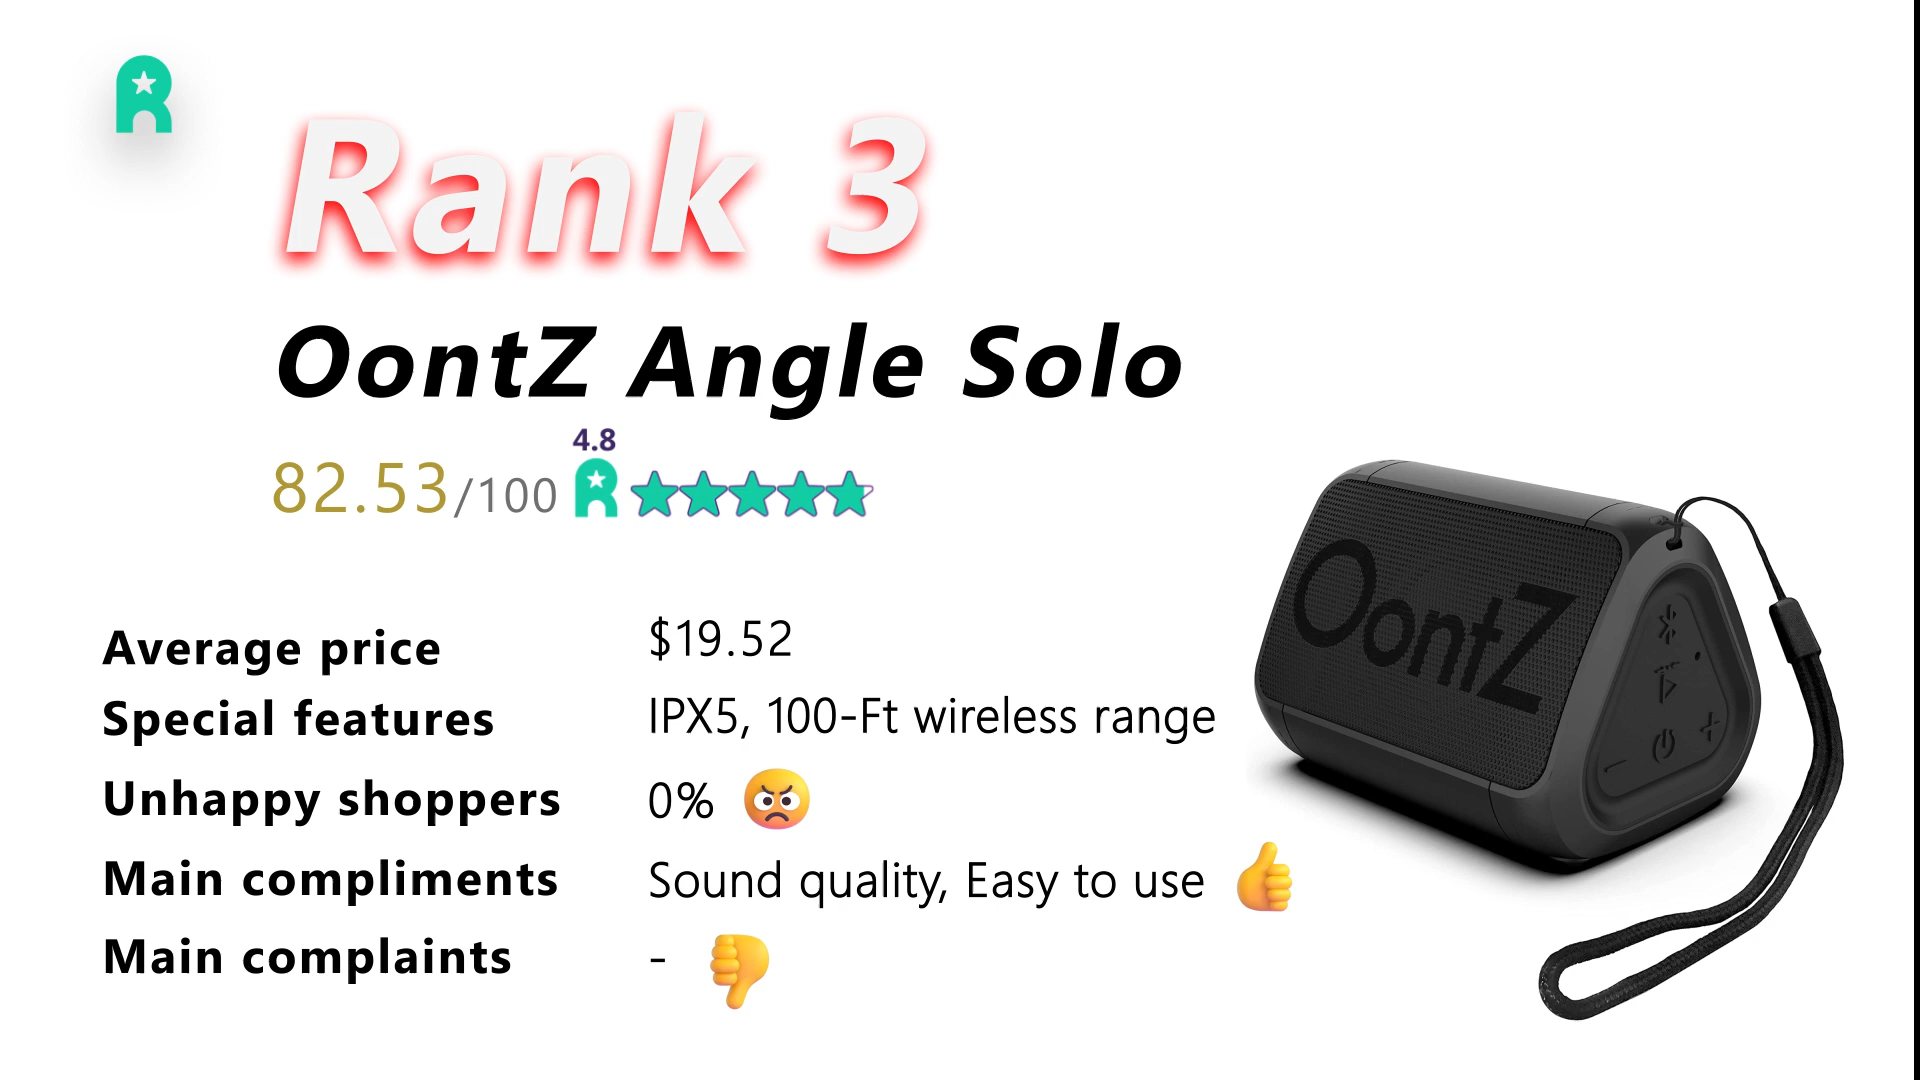 Rank 3
OontZ Angle Solo
4.8
82.53/100
Average price $19.52
Special features IPX5, 100-Ft wireless range
Unhappy shoppers 0%
Main compliments Sound quality, Easy to use
Main complaints -
OontZ